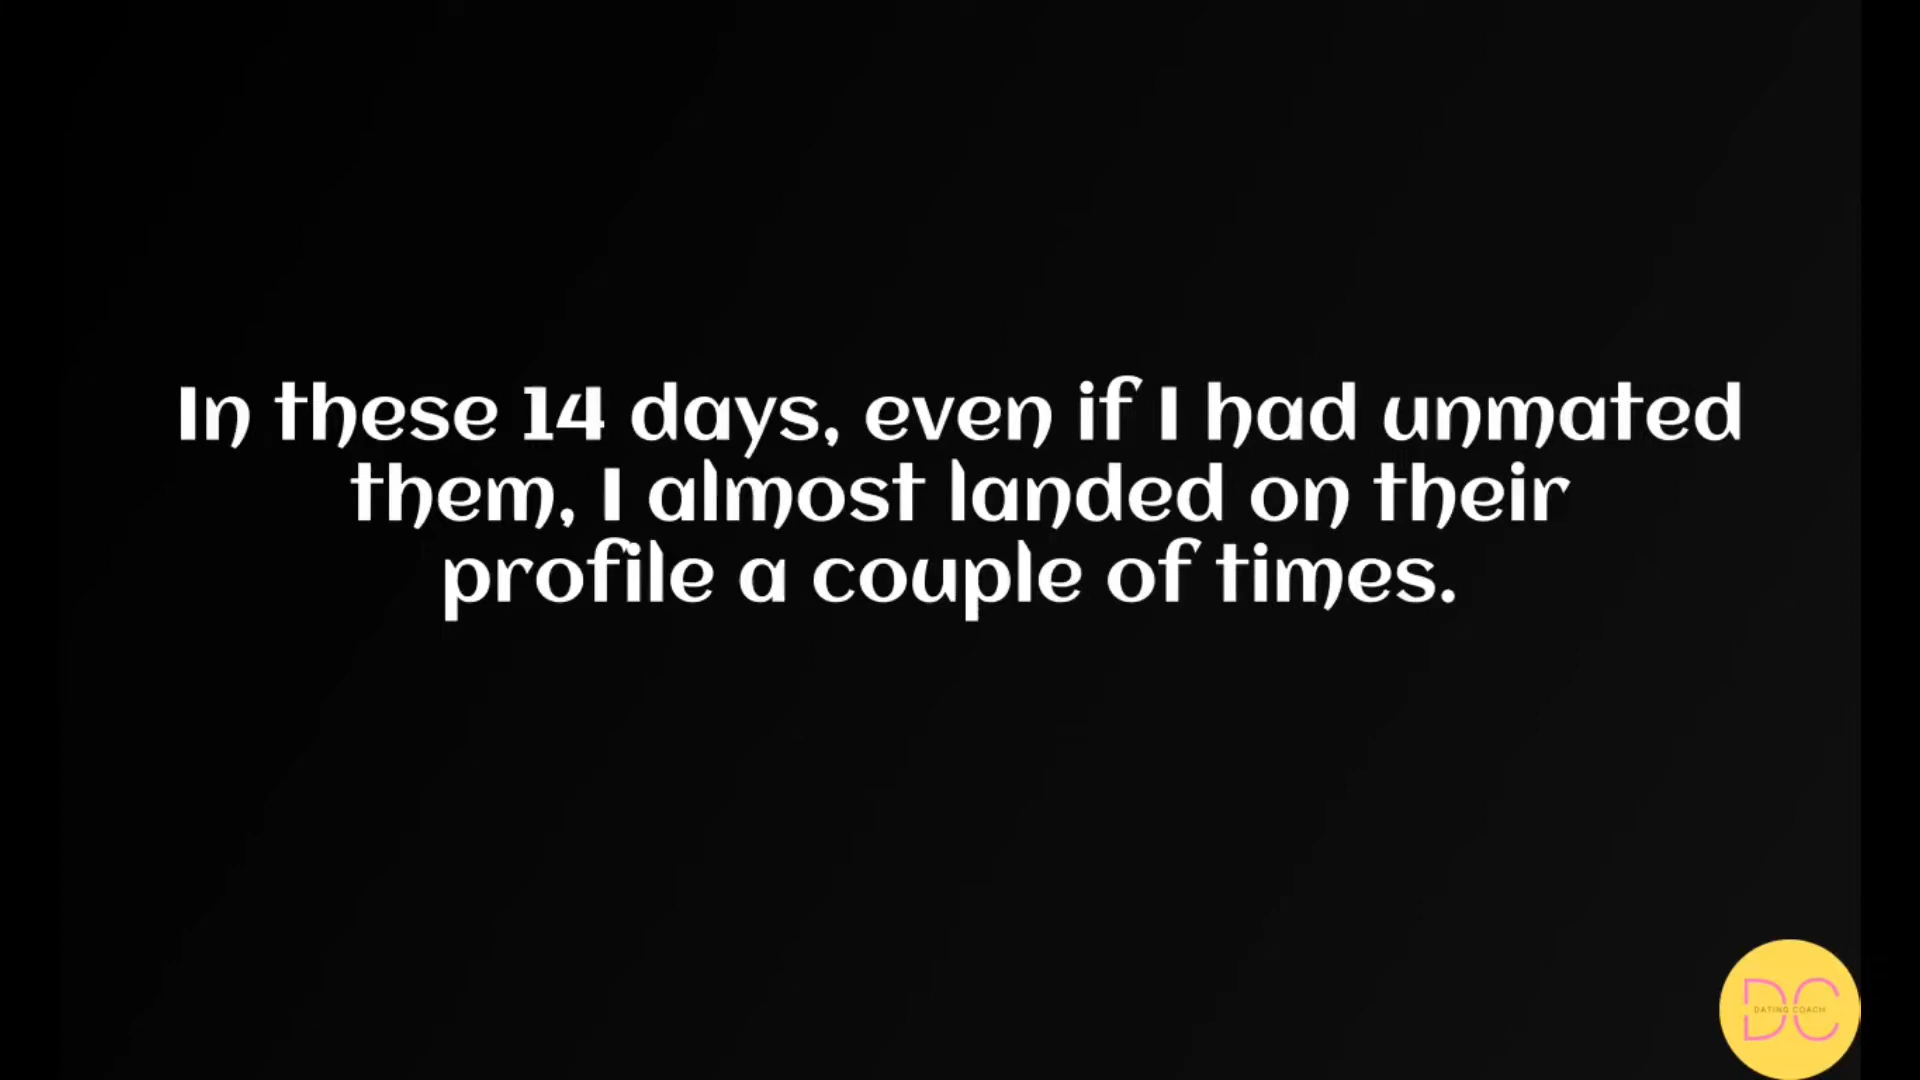 In these 14 days, even if I had unmated
them, I almost landed on their
profile a couple of times.
DC
DATING COACH